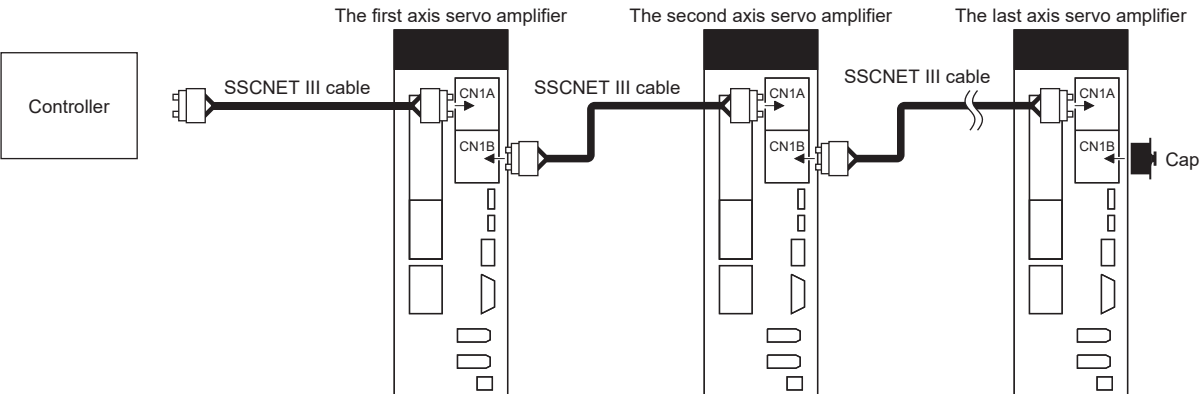 The first axis servo amplifier
The second axis servo amplifier
The last axis servo amplifier
Controller
SSCNET III cable
CN1A
CN1B
SSCNET III cable
CN1A
CN1B
SSCNET III cable
CN1A
CN1B
Cap